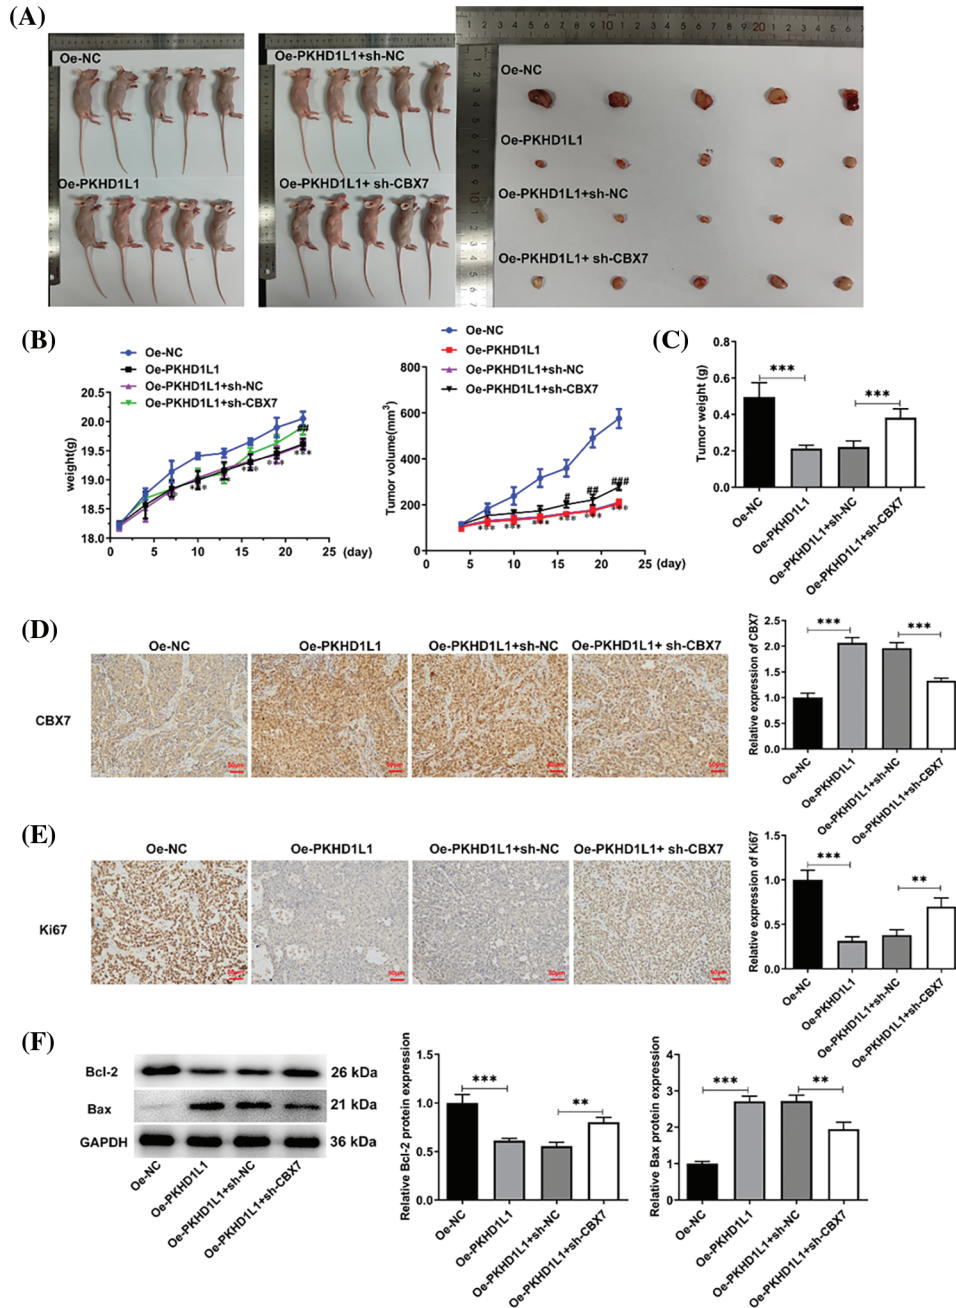 (A)
Oe-NC
Oe-PKHD1L1+sh-NC
Oe-PKHD1L1
Oe-PKHD1L1+ sh-CBX7
Oe-NC
Oe-PKHD1L1
Oe-PKHD1L1+sh-NC
Oe-PKHD1L1+ sh-CBX7
(B)
Oe-NC
Oe-PKHD1L1
Oe-PKHD1L1+sh-NC
Oe-PKHD1L1+sh-CBX7
weight(g)
20.5
20.0
19.5
19.0
18.5
18.0
0 5 10 15 20 25 (day)
***
##
Oe-NC
Oe-PKHD1L1
Oe-PKHD1L1+sh-NC
Oe-PKHD1L1+sh-CBX7
Tumor volume(mm3)
800
600
400
200
0
0 5 10 15 20 25 (day)
# ## ###
*** *** *** *** *** ***
(C)
Tumor weight (g)
0.8
0.6
0.4
0.2
0.0
*** ***
Oe-NC
Oe-PKHD1L1
Oe-PKHD1L1+sh-NC
Oe-PKHD1L1+sh-CBX7
(D)
Oe-NC Oe-PKHD1L1 Oe-PKHD1L1+sh-NC Oe-PKHD1L1+ sh-CBX7
CBX7
50μm 50μm 50μm 50μm
Relative expression of CBX7
2.5
2.0
1.5
1.0
0.5
0.0
*** ***
Oe-NC
Oe-PKHD1L1
Oe-PKHD1L1+sh-NC
Oe-PKHD1L1+sh-CBX7
(E)
Oe-NC Oe-PKHD1L1 Oe-PKHD1L1+sh-NC Oe-PKHD1L1+ sh-CBX7
Ki67
50μm 50μm 50μm 50μm
Relative expression of Ki67
1.5
1.0
0.5
0.0
*** **
Oe-NC
Oe-PKHD1L1
Oe-PKHD1L1+sh-NC
Oe-PKHD1L1+sh-CBX7
(F)
Bcl-2 26 kDa
Bax 21 kDa
GAPDH 36 kDa
Oe-NC
Oe-PKHD1L1
Oe-PKHD1L1+sh-NC
Oe-PKHD1L1+sh-CBX7
Relative Bcl-2 protein expression
1.5
1.0
0.5
0.0
*** **
Oe-NC
Oe-PKHD1L1
Oe-PKHD1L1+sh-NC
Oe-PKHD1L1+sh-CBX7
Relative Bax protein expression
4
3
2
1
0
*** **
Oe-NC
Oe-PKHD1L1
Oe-PKHD1L1+sh-NC
Oe-PKHD1L1+sh-CBX7